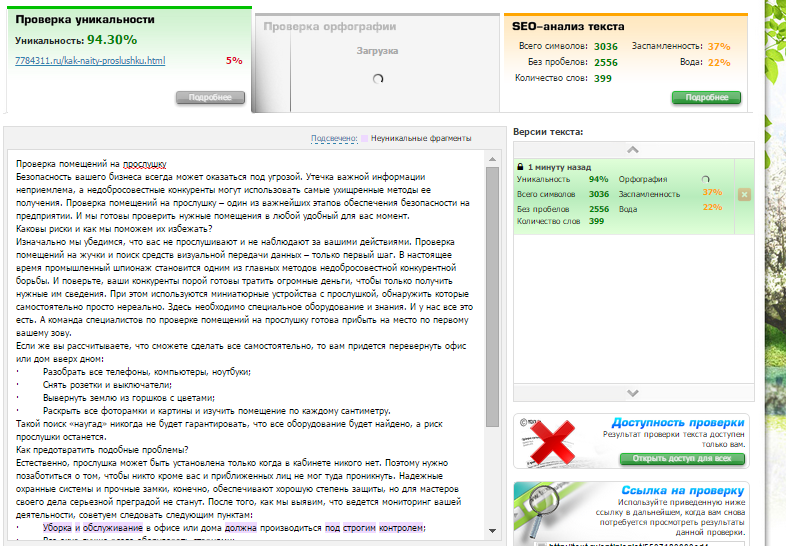 Проверка уникальности
Уникальность: 94.30%
7784311.ru/kak-naity-proslushku.html 5%
Подробнее
Проверка орфографии
Загрузка
SEO-анализ текста
Всего символов: 3036 Заспамленность: 37%
Без пробелов: 2556 Вода: 22%
Количество слов: 399
Подробнее
Подсвечено: Неуникальные фрагменты
Проверка помещений на прослушку
Безопасность вашего бизнеса всегда может оказаться под угрозой. Утечка важной информации
неприемлема, а недобросовестные конкуренты могут использовать самые ухищренные методы ее
получения. Проверка помещений на прослушку – один из важнейших этапов обеспечения безопасности на
предприятии. И мы готовы проверить нужные помещения в любой удобный для вас момент.
Каковы риски и как мы поможем их избежать?
Изначально мы убедимся, что вас не прослушивают и не наблюдают за вашими действиями. Проверка
помещений на жучки и поиск средств визуальной передачи данных – только первый шаг. В настоящее
время промышленный шпионаж становится одним из главных методов недобросовестной конкурентной
борьбы. И поверьте, ваши конкуренты порой готовы тратить огромные деньги, чтобы только получить
нужные им сведения. При этом используются миниатюрные устройства с прослушкой, обнаружить которые
самостоятельно просто нереально. Здесь необходимо специальное оборудование и знания. И у нас все это
есть. А команда специалистов по проверке помещений на прослушку готова прибыть на место по первому
вашему зову.
Если же вы рассчитываете, что сможете сделать все самостоятельно, то вам придется перевернуть офис
или дом вверх дном:
· Разобрать все телефоны, компьютеры, ноутбуки;
· Снять розетки и выключатели;
· Вывернуть землю из горшков с цветами;
· Раскрыть все фоторамки и картины и изучить помещение по каждому сантиметру.
Такой поиск «наугад» никогда не будет гарантировать, что все оборудование будет найдено, а риск
прослушки останется.
Как предотвратить подобные проблемы?
Естественно, прослушка может быть установлена только когда в кабинете никого нет. Поэтому нужно
позаботиться о том, чтобы никто кроме вас и приближенных лиц не мог туда проникнуть. Надежные
охранные системы и прочные замки, конечно, обеспечивают хорошую степень защиты, но для мастеров
своего дела серьезной преградой не станут. После того, как мы выявим, что ведется мониторинг вашей
деятельности, советуем следовать следующим пунктам:
· Уборка и обслуживание в офисе или дома должна производиться под строгим контролем;
Версии текста:
1 минуту назад
Уникальность 94% Орфография
Всего символов 3036 Заспамленность 37%
Без пробелов 2556 Вода 22%
Количество слов 399
Доступность проверки
Результат проверки текста доступен
только вам.
Открыть доступ для всех
Ссылка на проверку
Используйте приведенную ниже
ссылку в дальнейшем, когда вам снова
потребуется просмотреть результаты
данной проверки.